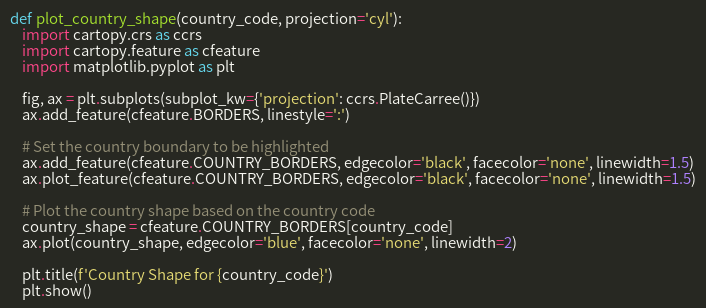 def plot_country_shape(country_code, projection='cyl'):
import cartopy.crs as ccrs
import cartopy.feature as cfeature
import matplotlib.pyplot as plt
fig, ax = plt.subplots(subplot_kw={'projection': ccrs.PlateCarree()})
ax.add_feature(cfeature.BORDERS, linestyle=':')
# Set the country boundary to be highlighted
ax.add_feature(cfeature.COUNTRY_BORDERS, edgecolor='black', facecolor='none', linewidth=1.5)
ax.plot_feature(cfeature.COUNTRY_BORDERS, edgecolor='black', facecolor='none', linewidth=1.5)
# Plot the country shape based on the country code
country_shape = cfeature.COUNTRY_BORDERS[country_code]
ax.plot(country_shape, edgecolor='blue', facecolor='none', linewidth=2)
plt.title(f'Country Shape for {country_code}')
plt.show()